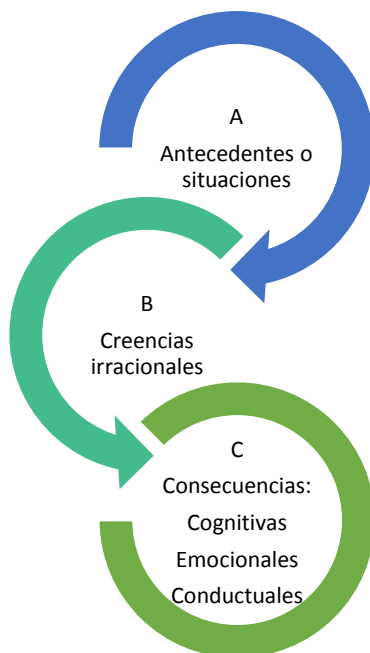 A
Antecedentes o
situaciones
B
Creencias
irracionales
C
Consecuencias:
Cognitivas
Emocionales
Conductuales